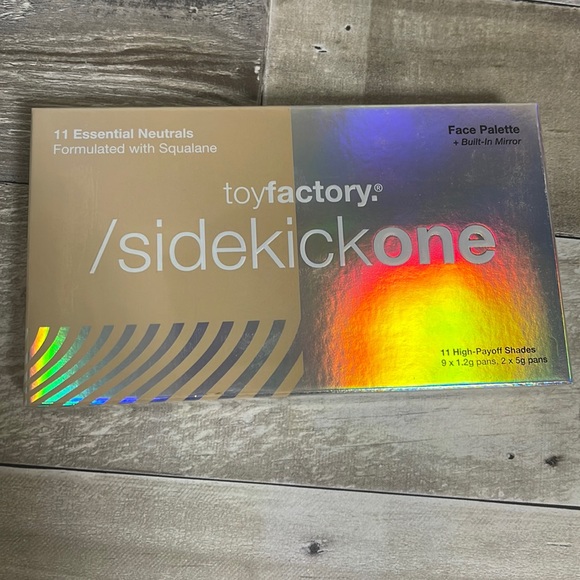 11 Essential Neutrals
Formulated with Squalane
Face Palette
+ Built-In Mirror
toyfactory.®
/sidekickone
11 High-Payoff Shades
9 x 1.2g pans, 2 x 5g pans